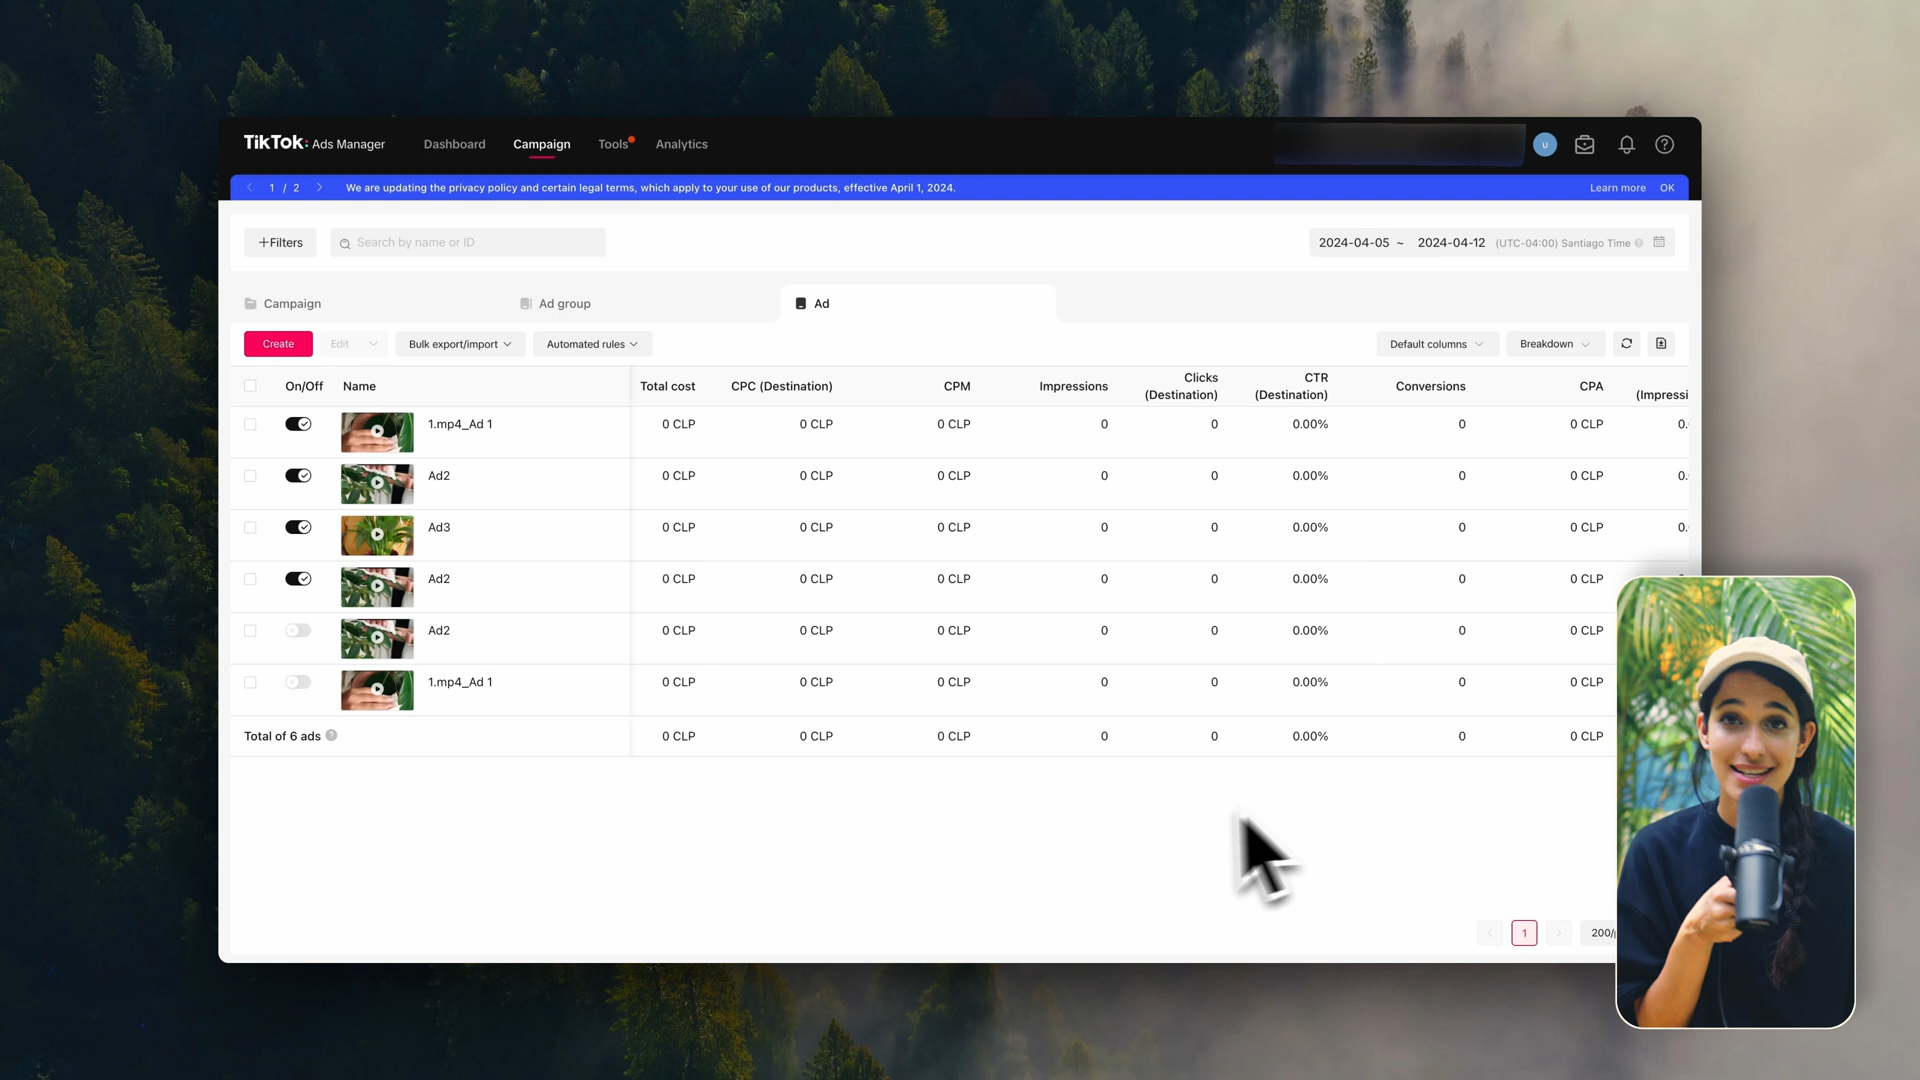 TikTok: Ads Manager Dashboard Campaign Tools Analytics U
1 / 2 We are updating the privacy policy and certain legal terms, which apply to your use of our products, effective April 1, 2024. Learn more OK
+Filters Search by name or ID 2024-04-05 ~ 2024-04-12 (UTC-04:00) Santiago Time
Campaign Ad group Ad
Create Edit Bulk export/import Automated rules Default columns Breakdown
On/Off Name Total cost CPC (Destination) CPM Impressions Clicks (Destination) CTR (Destination) Conversions CPA (Impressi
1.mp4_Ad 1 0 CLP 0 CLP 0 CLP 0 0 0.00% 0 0 CLP 0.
Ad2 0 CLP 0 CLP 0 CLP 0 0 0.00% 0 0 CLP 0.
Ad3 0 CLP 0 CLP 0 CLP 0 0 0.00% 0 0 CLP 0.
Ad2 0 CLP 0 CLP 0 CLP 0 0 0.00% 0 0 CLP
Ad2 0 CLP 0 CLP 0 CLP 0 0 0.00% 0 0 CLP
1.mp4_Ad 1 0 CLP 0 CLP 0 CLP 0 0 0.00% 0 0 CLP
Total of 6 ads 0 CLP 0 CLP 0 CLP 0 0 0.00% 0 0 CLP
1 200/